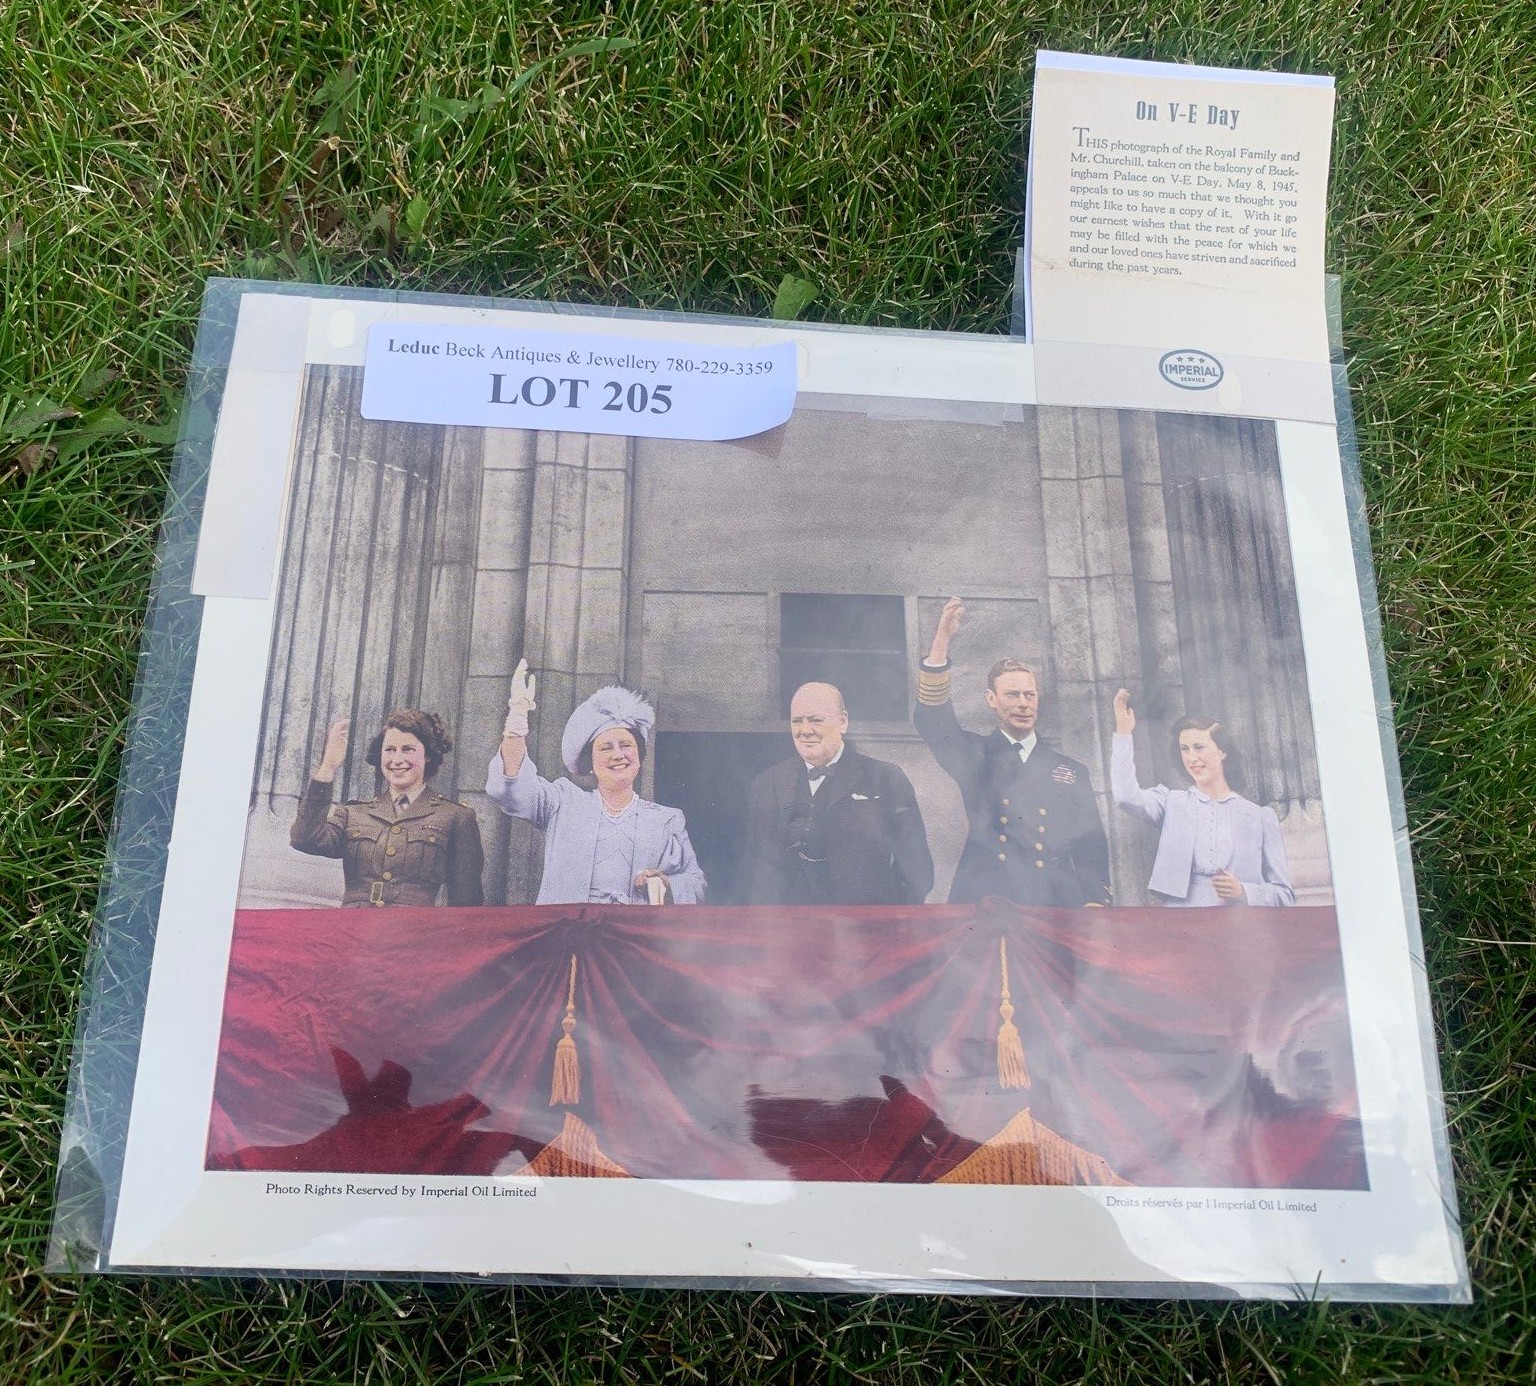 On V-E Day
THIS photograph of the Royal Family and
Mr. Churchill, taken on the balcony of Buck-
ingham Palace on V-E Day, May 8, 1945,
appeals to us so much that we thought you
might like to have a copy of it. With it go
our earnest wishes that the rest of your life
may be filled with the peace for which we
and our loved ones have striven and sacrificed
during the past years.
IMPERIAL
SERVICE
Leduc Beck Antiques & Jewellery 780-229-3359
LOT 205
Photo Rights Reserved by Imperial Oil Limited
Droits réservés par l'Imperial Oil Limited